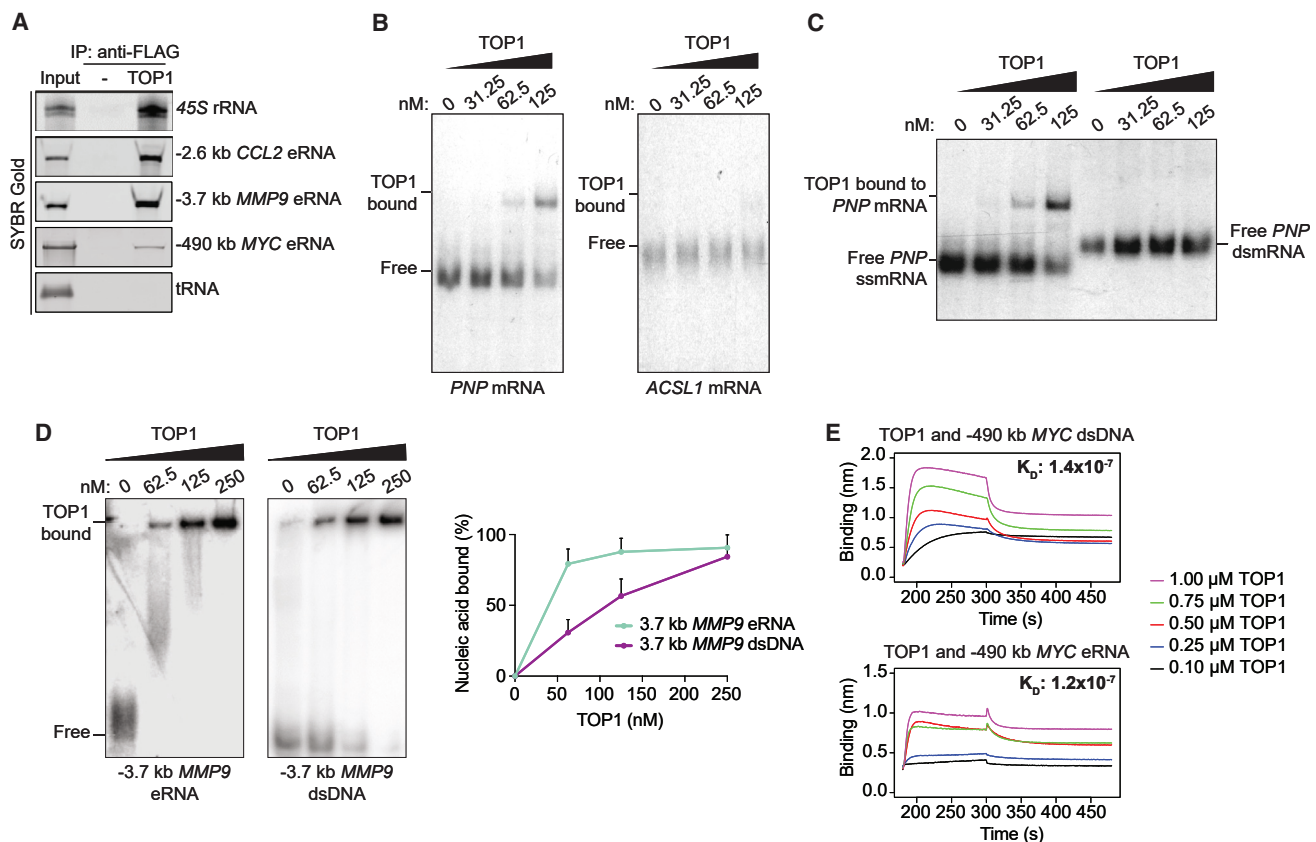 A
IP: anti-FLAG
Input - TOP1
SYBR Gold
45S rRNA
-2.6 kb CCL2 eRNA
-3.7 kb MMP9 eRNA
-490 kb MYC eRNA
tRNA
B
TOP1
nM: 0 31.25 62.5 125
TOP1
bound
Free
PNP mRNA
TOP1
0 31.25 62.5 125
TOP1
bound
Free
ACSL1 mRNA
C
TOP1 TOP1
nM: 0 31.25 62.5 125 0 31.25 62.5 125
TOP1 bound to
PNP mRNA
Free PNP
ssmRNA
Free PNP
dsmRNA
D
TOP1
nM: 0 62.5 125 250
TOP1
bound
Free
-3.7 kb MMP9
eRNA
TOP1
0 62.5 125 250
-3.7 kb MMP9
dsDNA
Nucleic acid bound (%)
100
50
0
3.7 kb MMP9 eRNA
3.7 kb MMP9 dsDNA
0 50 100 150 200 250
TOP1 (nM)
E
TOP1 and -490 kb MYC dsDNA
KD: 1.4x10-7
Binding (nm)
2.0
1.5
1.0
0.5
0.0
200 250 300 350 400 450
Time (s)
TOP1 and -490 kb MYC eRNA
KD: 1.2x10-7
Binding (nm)
1.5
1.0
0.5
0.0
200 250 300 350 400 450
Time (s)
1.00 µM TOP1
0.75 µM TOP1
0.50 µM TOP1
0.25 µM TOP1
0.10 µM TOP1